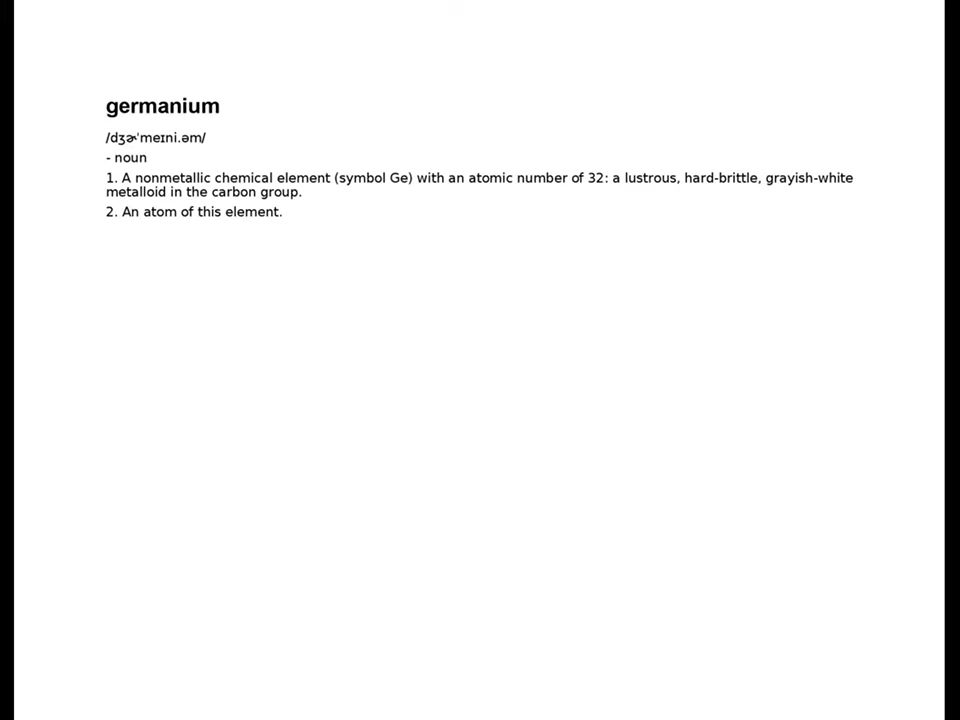 germanium
/dʒɚˈmeɪni.əm/
- noun
1. A nonmetallic chemical element (symbol Ge) with an atomic number of 32: a lustrous, hard-brittle, grayish-white
metalloid in the carbon group.
2. An atom of this element.